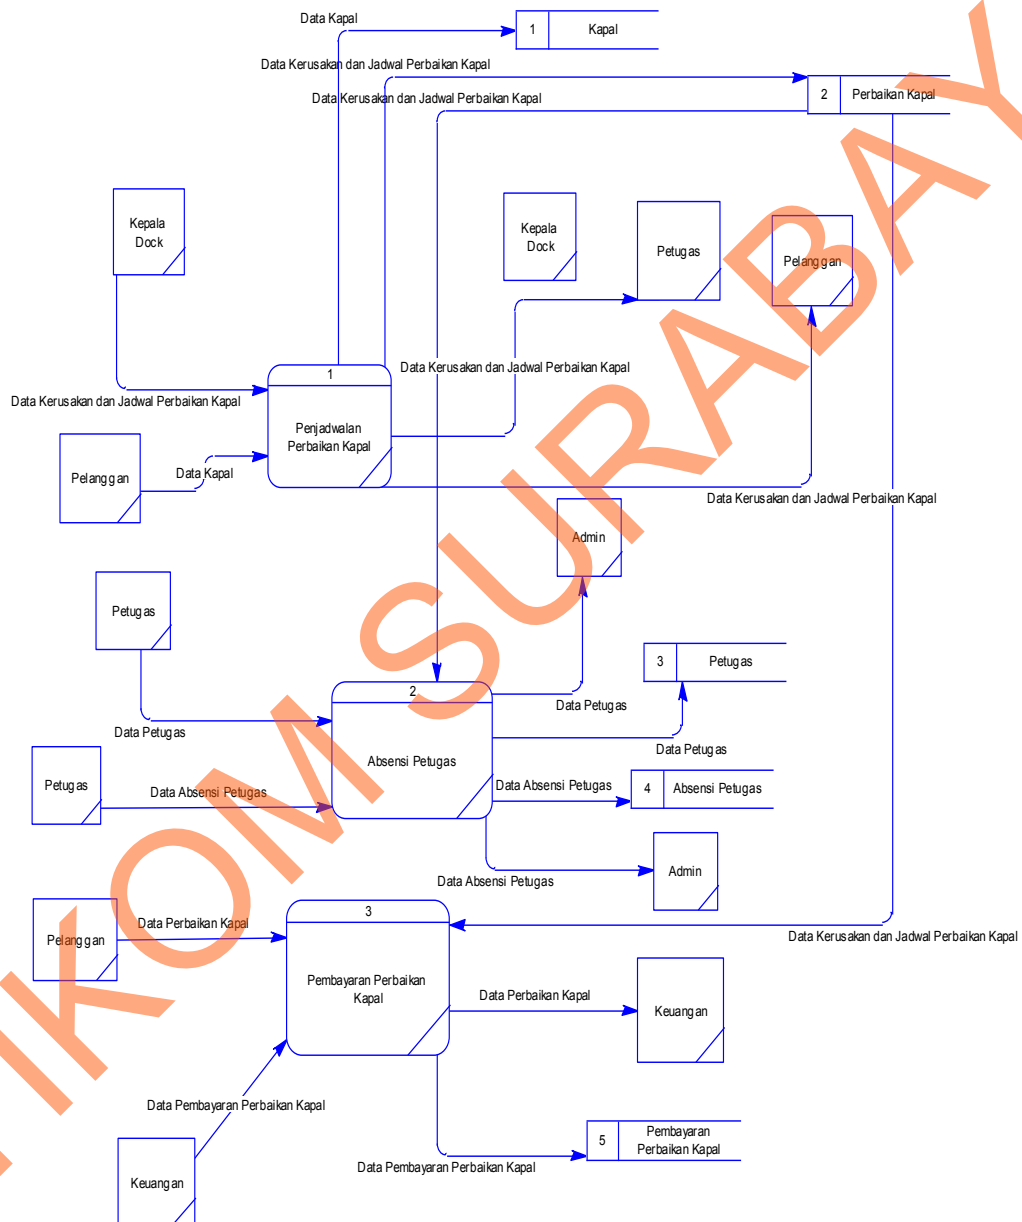 Data Kapal
1
Kapal
Data Kerusakan dan Jadwal Perbaikan Kapal
2
Perbaikan Kapal
Data Kerusakan dan Jadwal Perbaikan Kapal
Kepala
Dock
Kepala
Dock
Petugas
Pelanggan
1
Penjadwalan
Perbaikan Kapal
Data Kerusakan dan Jadwal Perbaikan Kapal
Data Kerusakan dan Jadwal Perbaikan Kapal
Pelanggan
Data Kapal
Data Kerusakan dan Jadwal Perbaikan Kapal
Admin
Petugas
3
Petugas
2
Absensi Petugas
Data Petugas
Data Petugas
Data Petugas
Petugas
Data Absensi Petugas
Data Absensi Petugas
4
Absensi Petugas
Admin
Data Absensi Petugas
Pelanggan
Data Perbaikan Kapal
3
Pembayaran Perbaikan
Kapal
Data Kerusakan dan Jadwal Perbaikan Kapal
Data Perbaikan Kapal
Keuangan
Data Pembayaran Perbaikan Kapal
5
Pembayaran
Perbaikan Kapal
Data Pembayaran Perbaikan Kapal
Keuangan
IKOM SURABAY